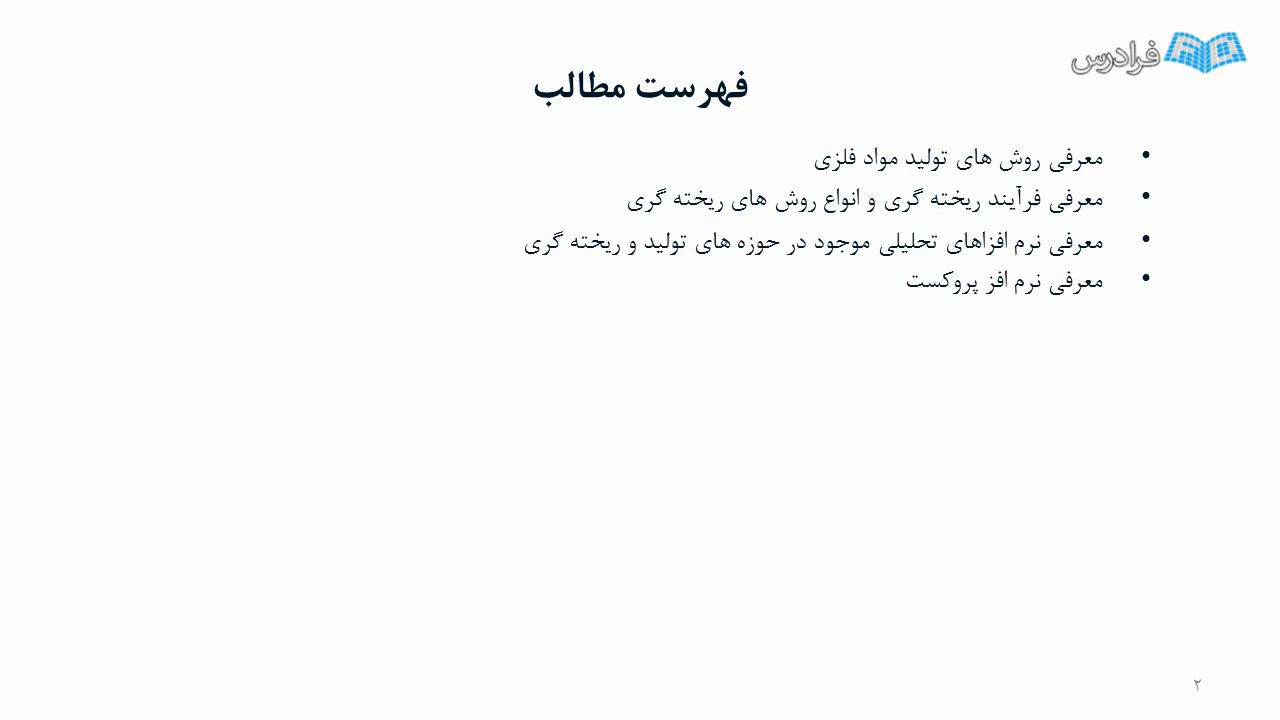 فرادرس
فهرست مطالب
• معرفی روش های تولید مواد فلزی
• معرفی فرآیند ریخته گری و انواع روش های ریخته گری
• معرفی نرم افزاهای تحلیلی موجود در حوزه های تولید و ریخته گری
• معرفی نرم افز پروکست
۲